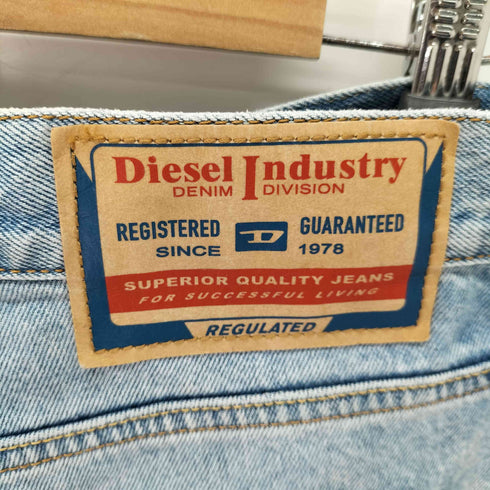 Diesel Industry
DENIM DIVISION
REGISTERED D GUARANTEED
SINCE 1978
SUPERIOR QUALITY JEANS
FOR SUCCESSFUL LIVING
REGULATED